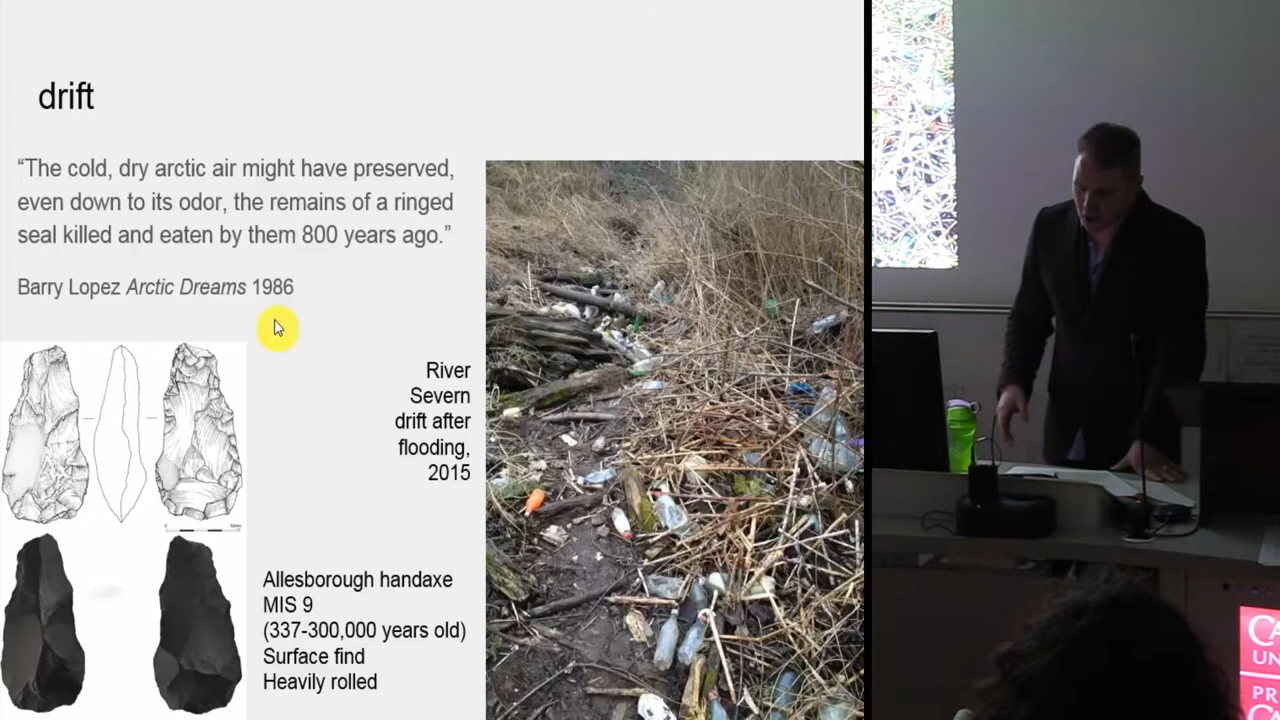 drift
“The cold, dry arctic air might have preserved,
even down to its odor, the remains of a ringed
seal killed and eaten by them 800 years ago.”
Barry Lopez Arctic Dreams 1986
River
Severn
drift after
flooding,
2015
Allesborough handaxe
MIS 9
(337-300,000 years old)
Surface find
Heavily rolled